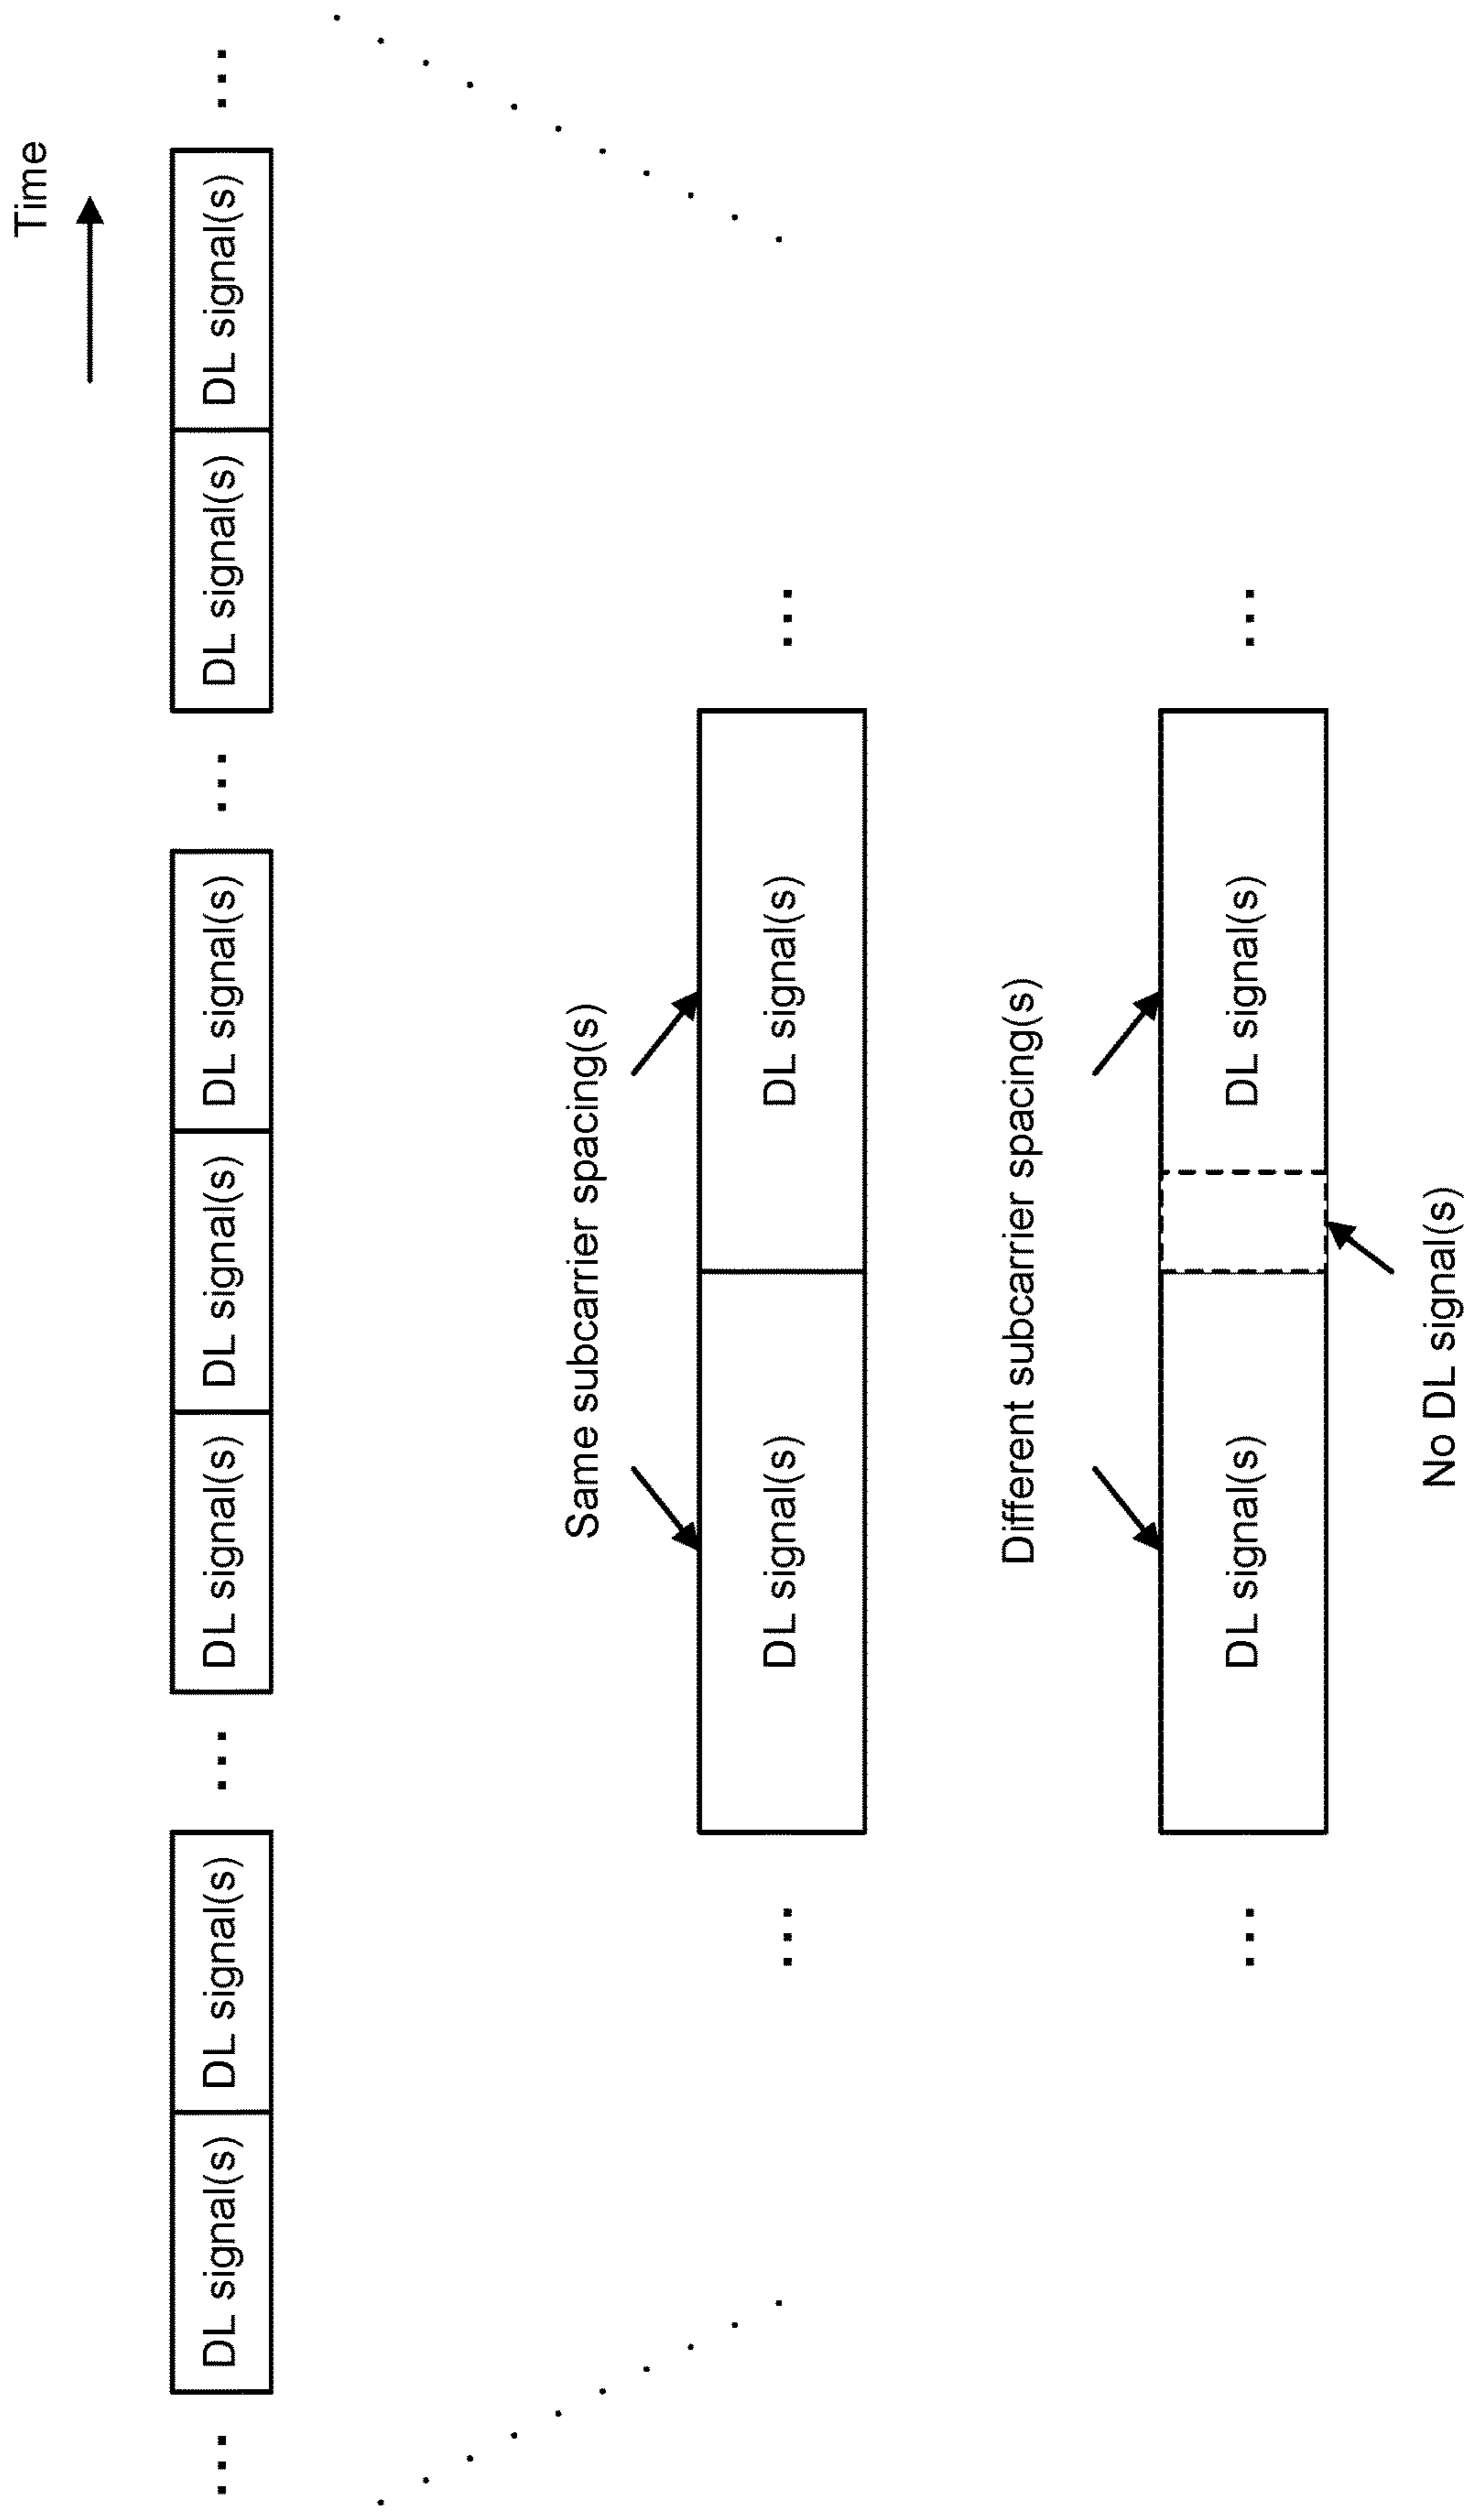 Time
... DL signal(s) DL signal(s) ... DL signal(s) DL signal(s) DL signal(s) ... DL signal(s) DL signal(s) ...
Same subcarrier spacing(s)
... DL signal(s) DL signal(s) ...
Different subcarrier spacing(s)
... DL signal(s) DL signal(s) ...
No DL signal(s)